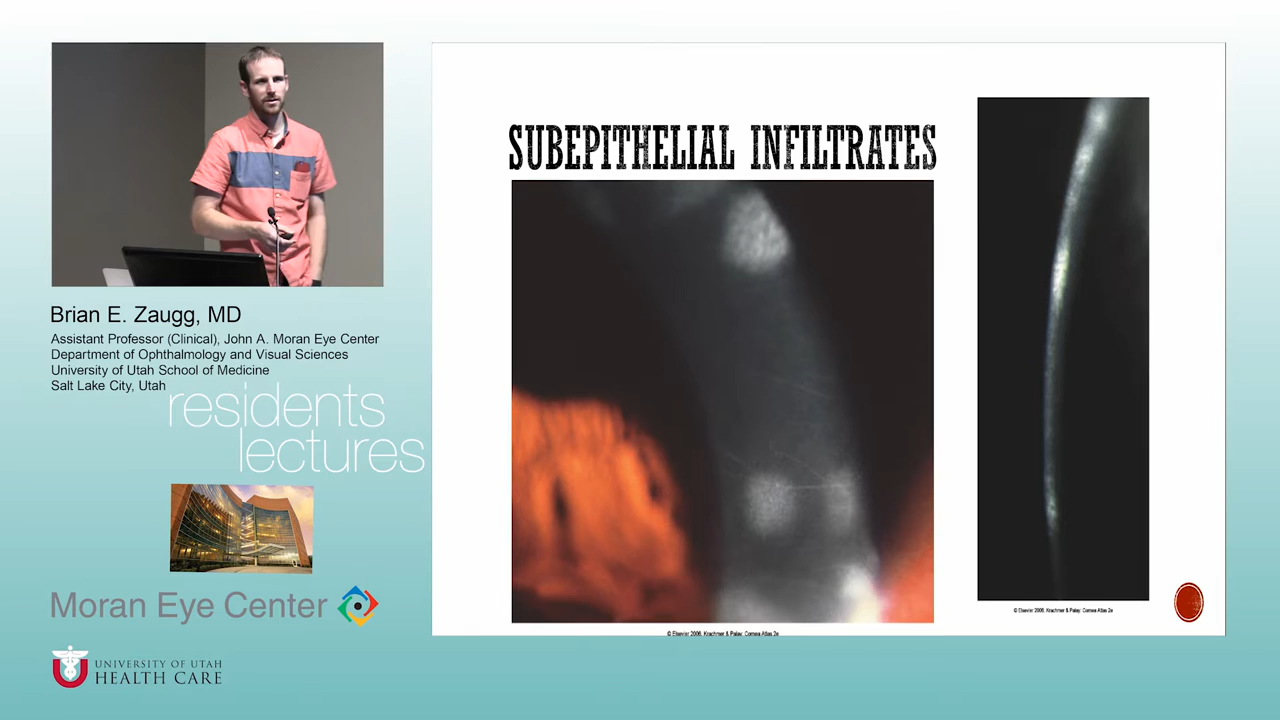 Brian E. Zaugg, MD
Assistant Professor (Clinical), John A. Moran Eye Center
Department of Ophthalmology and Visual Sciences
University of Utah School of Medicine
Salt Lake City, Utah
residents
lectures
Moran Eye Center
UNIVERSITY OF UTAH
HEALTH CARE
SUBEPITHELIAL INFILTRATES
© Elsevier 2006. Krachmer & Palay: Cornea Atlas 2e
© Elsevier 2006. Krachmer & Palay: Cornea Atlas 2e